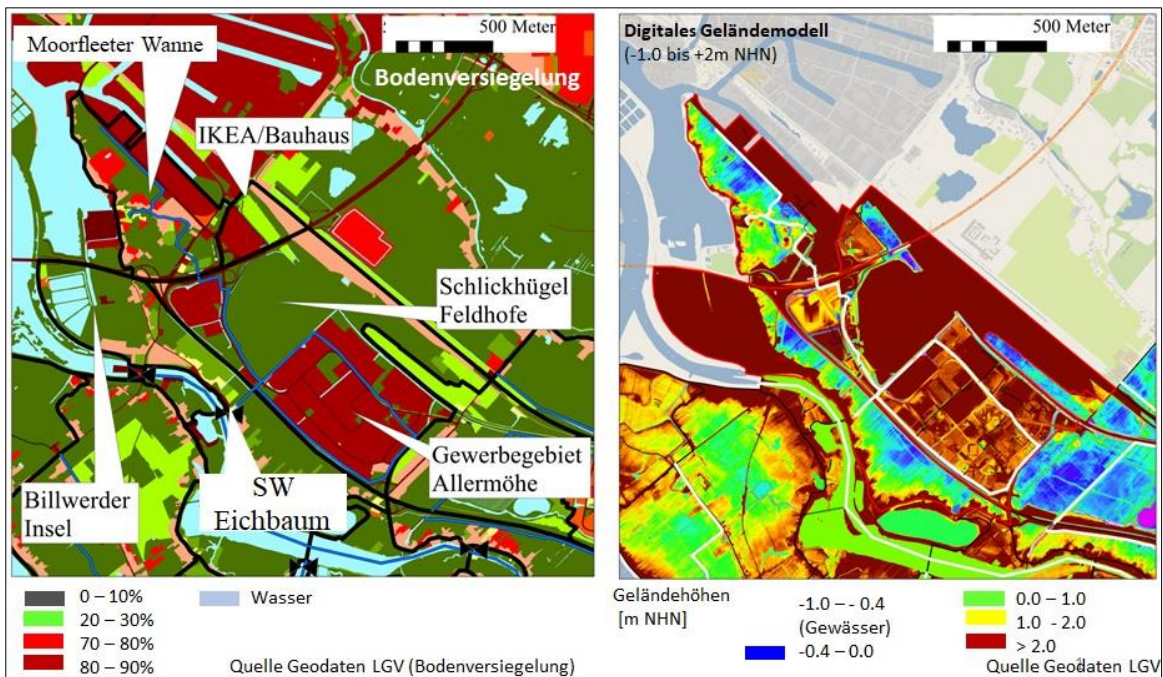 500 Meter
Moorfleeter Wanne
Bodenversiegelung
IKEA/Bauhaus
Schlickhügel
Feldhofe
Gewerbegebiet
Allermöhe
Billwerder
Insel
SW
Eichbaum
0 – 10%
20 – 30%
70 – 80%
80 – 90%
Wasser
Quelle Geodaten LGV (Bodenversiegelung)
Digitales Geländemodell
(-1.0 bis +2m NHN)
500 Meter
Geländehöhen
[m NHN]
-1.0 – - 0.4
(Gewässer)
-0.4 – 0.0
0.0 – 1.0
1.0 - 2.0
> 2.0
Quelle Geodaten LGV